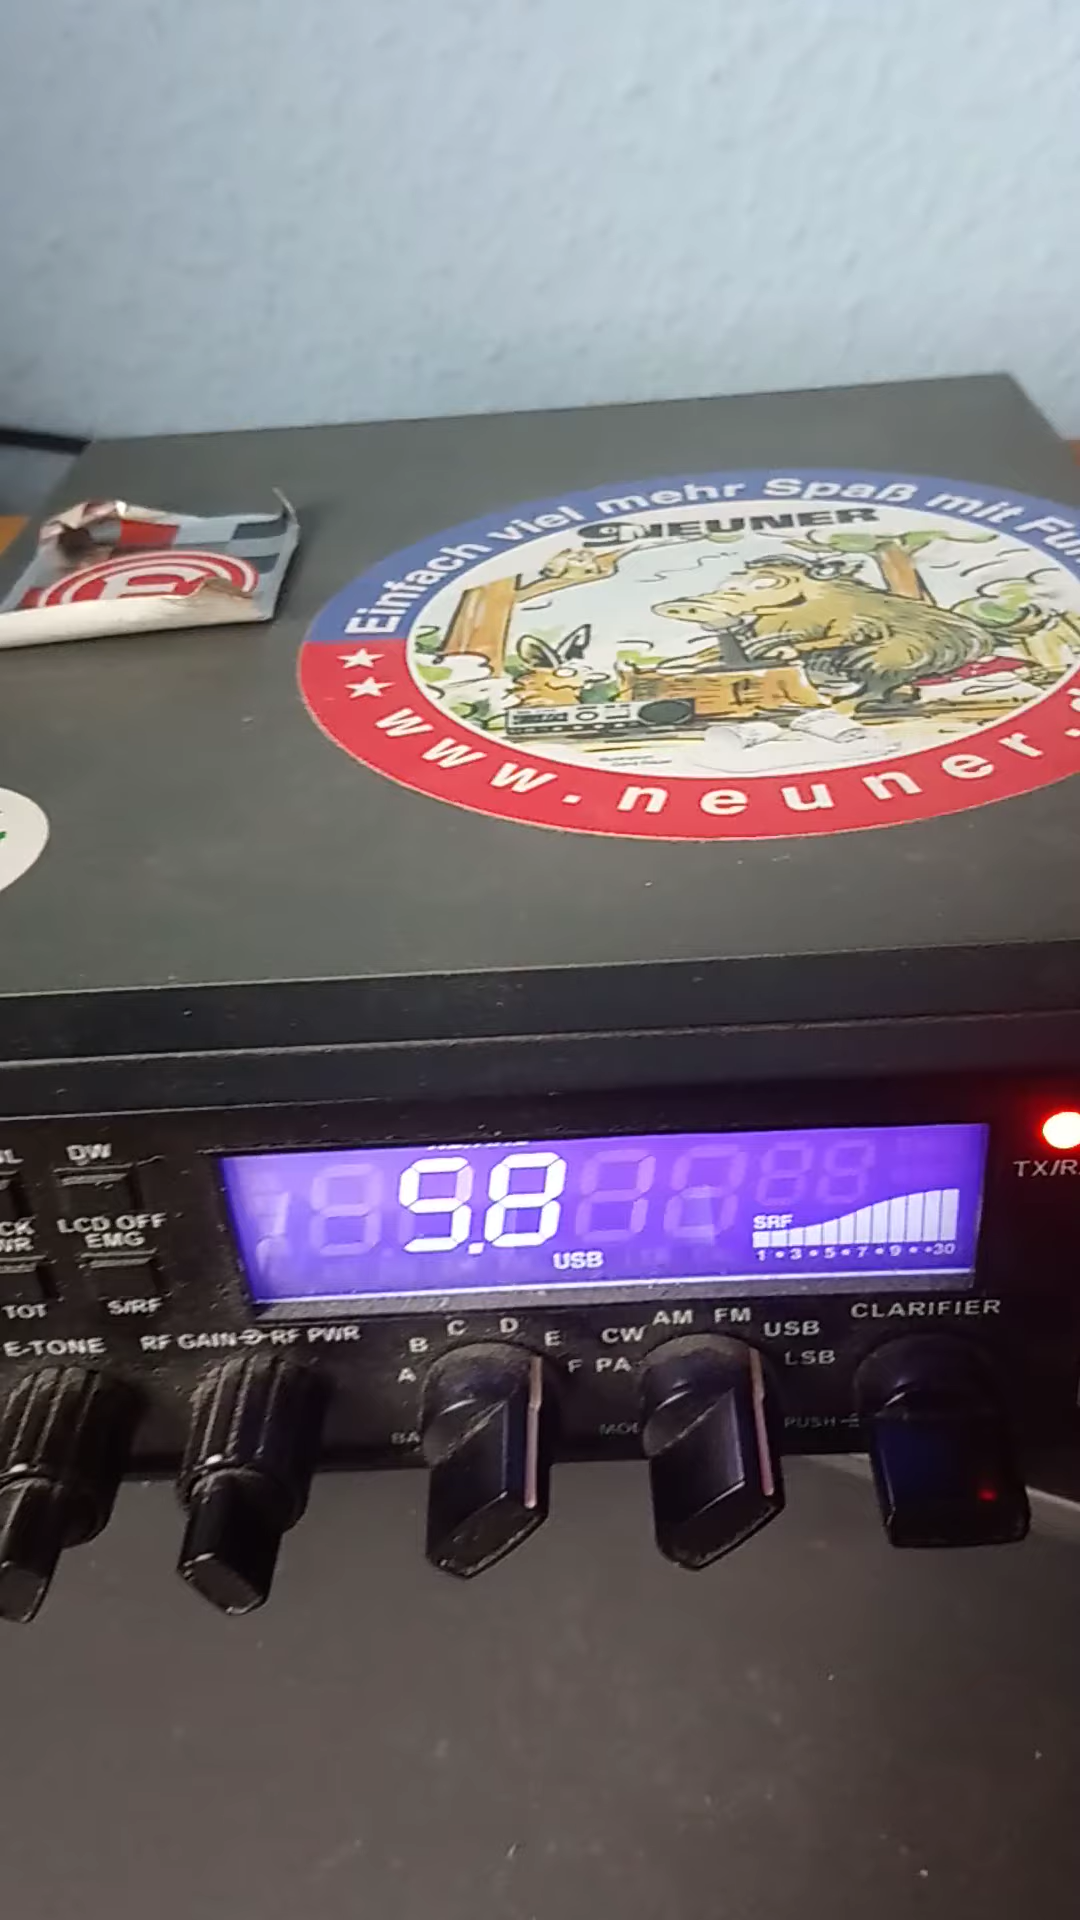 Einfach viel mehr Spaß mit
NEUNER
www.neuner.
DW
LCD OFF
EMG
TOT
S/RF
E-TONE
RF GAIN
RF PWR
9.8
USB
SRF
1 • 3 • 5 • 7 • 9 • +30
TX/R
A B C D E F
PA CW AM FM USB LSB
CLARIFIER
PUSH